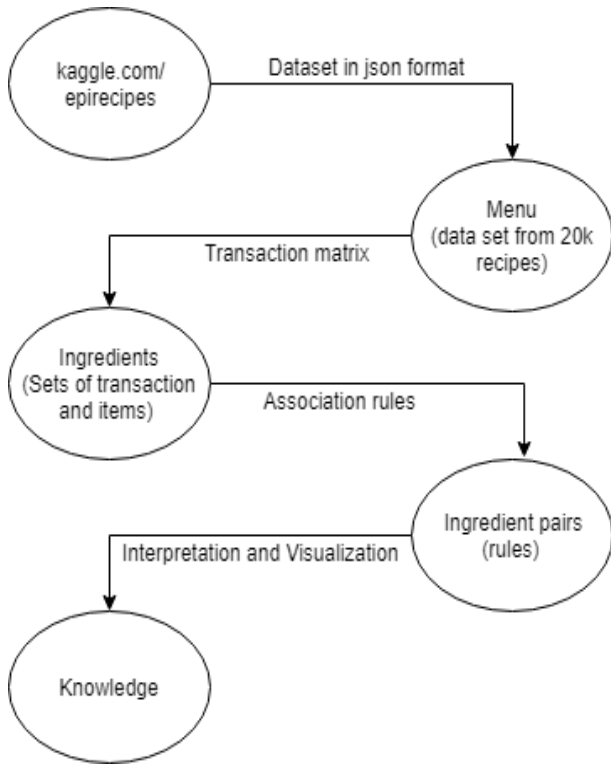 kaggle.com/
epirecipes
Dataset in json format
Menu
(data set from 20k
recipes)
Transaction matrix
Ingredients
(Sets of transaction
and items)
Association rules
Ingredient pairs
(rules)
Interpretation and Visualization
Knowledge